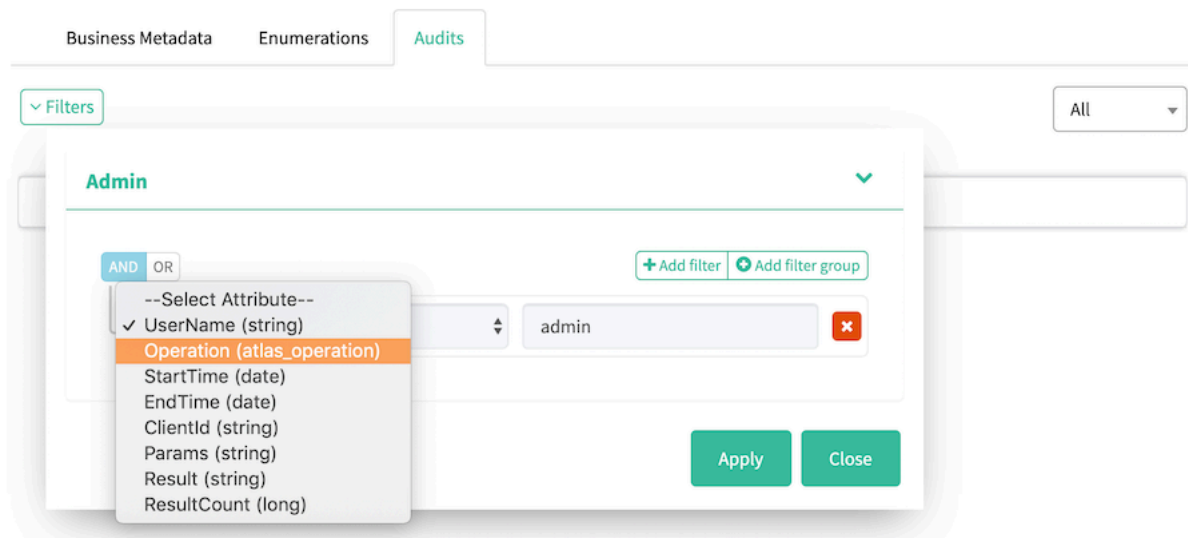 Business Metadata Enumerations Audits
Filters All
Admin
AND OR Add filter Add filter group
--Select Attribute--
✓ UserName (string) admin
Operation (atlas_operation)
StartTime (date)
EndTime (date)
ClientId (string)
Params (string) Apply Close
Result (string)
ResultCount (long)